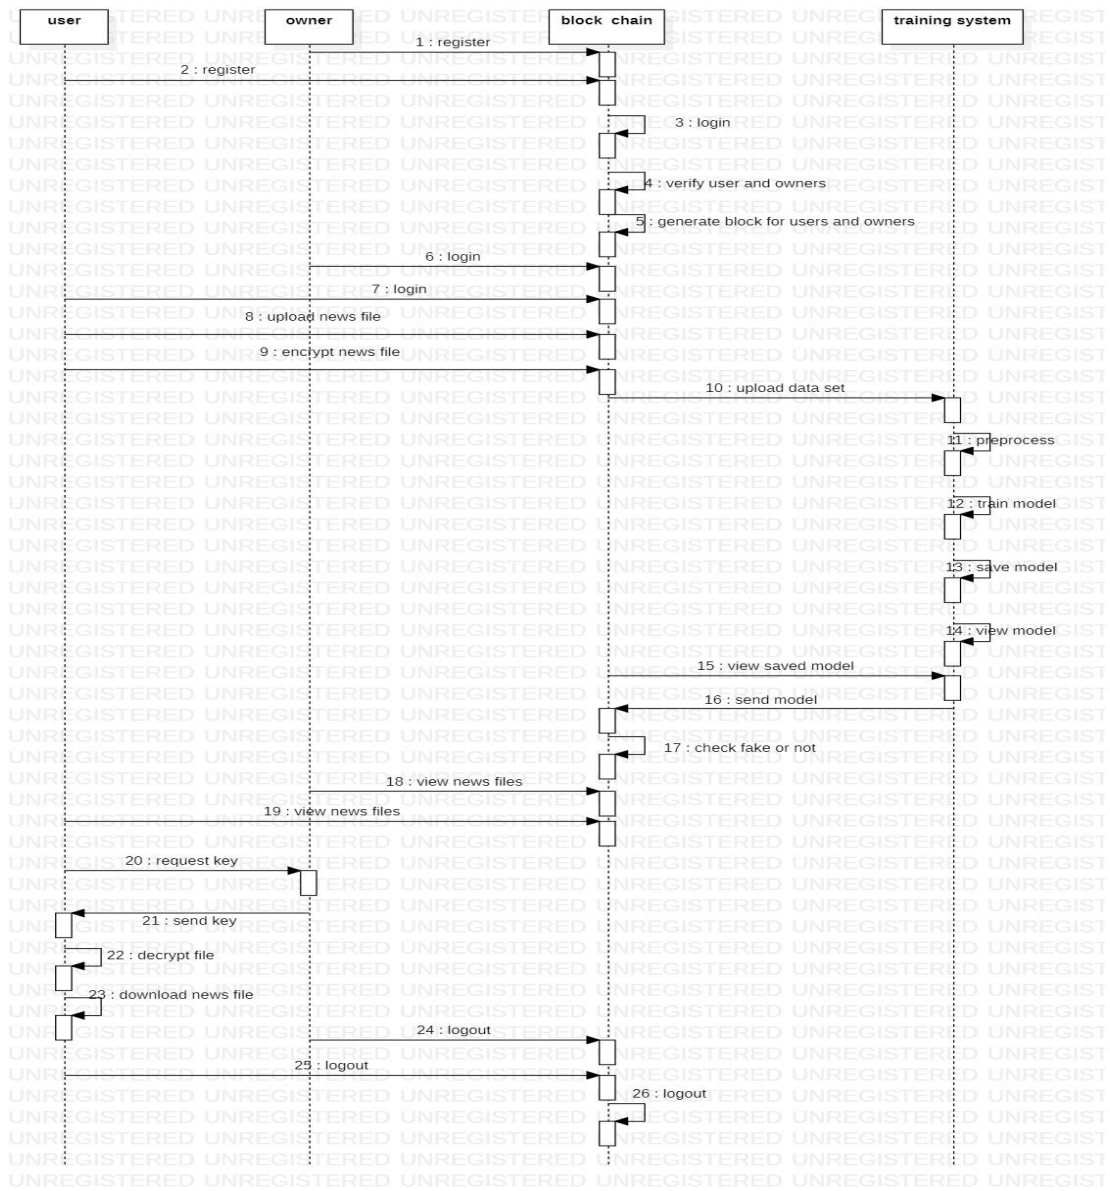 user
owner
block chain
training system
1 : register
2 : register
3 : login
4 : verify user and owners
5 : generate block for users and owners
6 : login
7 : login
8 : upload news file
9 : encrypt news file
10 : upload data set
11 : preprocess
12 : train model
13 : save model
14 : view model
15 : view saved model
16 : send model
17 : check fake or not
18 : view news files
19 : view news files
20 : request key
21 : send key
22 : decrypt file
23 : download news file
24 : logout
25 : logout
26 : logout
UNREGISTERED